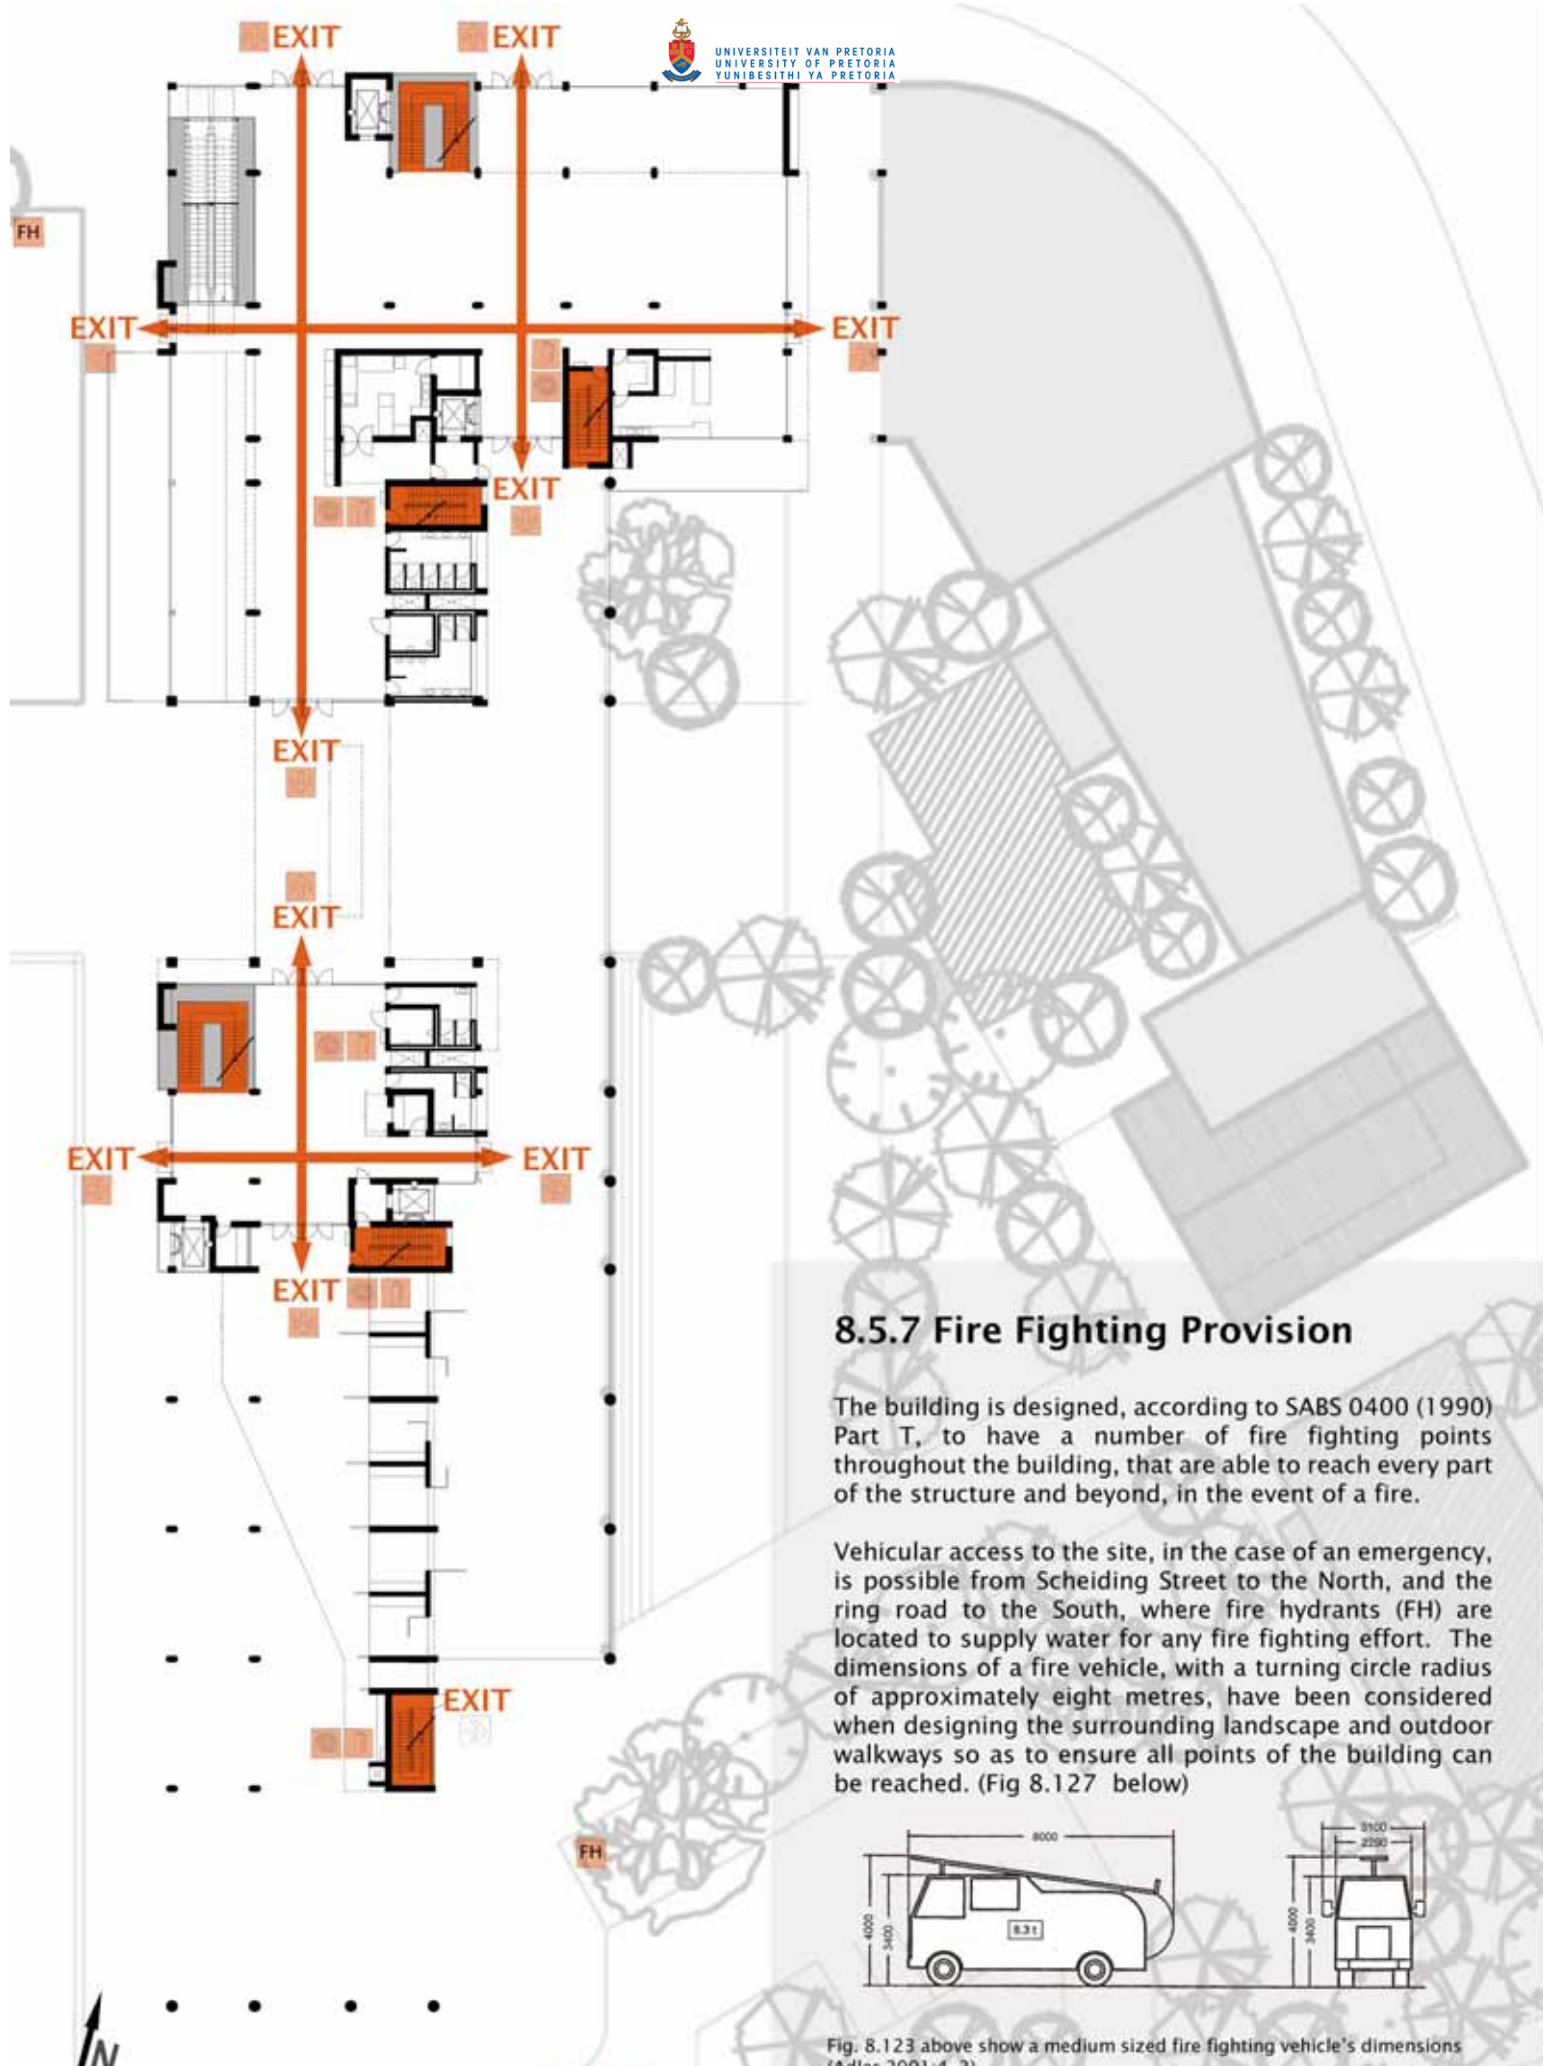 EXIT
EXIT
UNIVERSITEIT VAN PRETORIA
UNIVERSITY OF PRETORIA
YUNIBESITHI YA PRETORIA
FH
EXIT
EXIT
EXIT
EXIT
EXIT
EXIT
EXIT
EXIT
EXIT
8.5.7 Fire Fighting Provision
The building is designed, according to SABS 0400 (1990)
Part T, to have a number of fire fighting points
throughout the building, that are able to reach every part
of the structure and beyond, in the event of a fire.
Vehicular access to the site, in the case of an emergency,
is possible from Scheiding Street to the North, and the
ring road to the South, where fire hydrants (FH) are
located to supply water for any fire fighting effort. The
dimensions of a fire vehicle, with a turning circle radius
of approximately eight metres, have been considered
when designing the surrounding landscape and outdoor
walkways so as to ensure all points of the building can
be reached. (Fig 8.127 below)
FH
8000
3100
2290
4000
3400
8.3 t
4000
3400
N
Fig. 8.123 above show a medium sized fire fighting vehicle's dimensions
(Adler 2001:4-2)